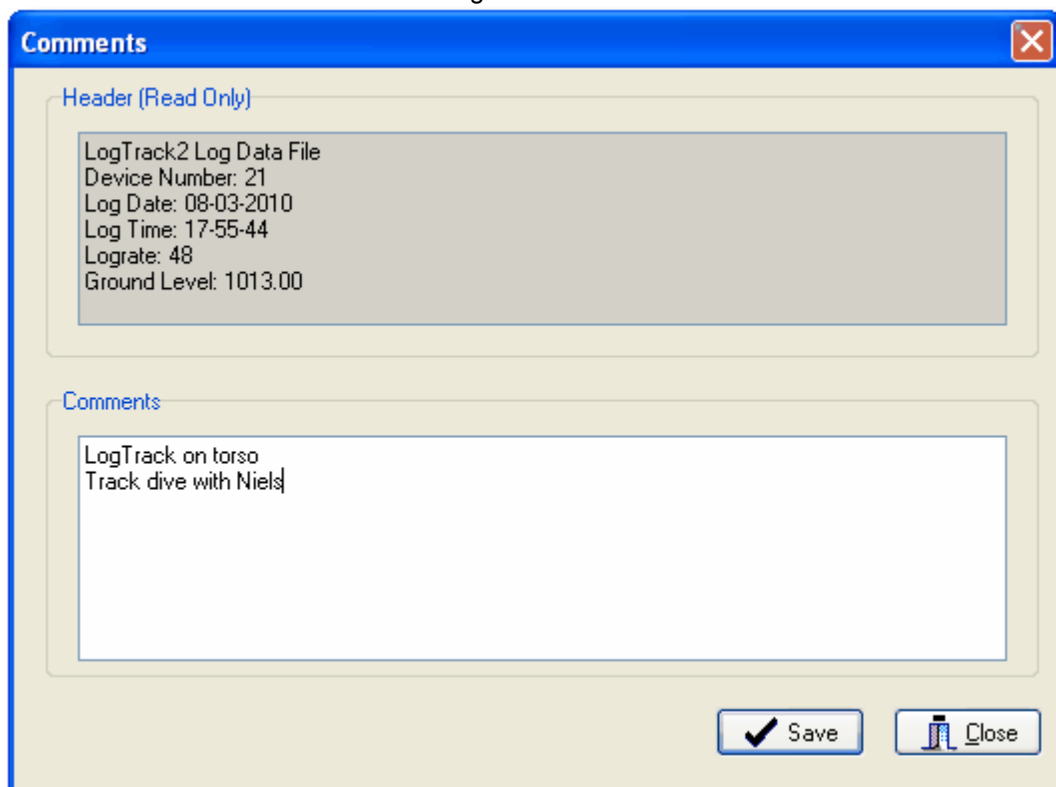 Comments
Header (Read Only)
LogTrack2 Log Data File
Device Number: 21
Log Date: 08-03-2010
Log Time: 17-55-44
Lograte: 48
Ground Level: 1013.00
Comments
LogTrack on torso
Track dive with Niels
Save
Close